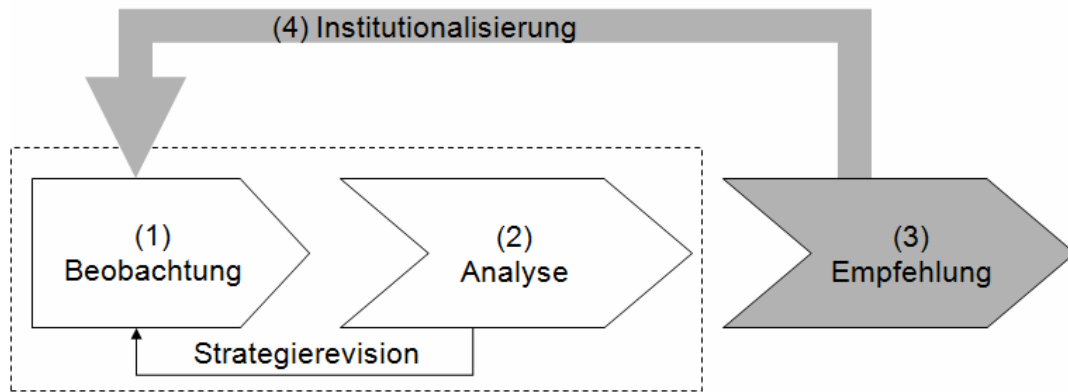 (4) Institutionalisierung
(1)
Beobachtung
(2)
Analyse
(3)
Empfehlung
Strategierevision